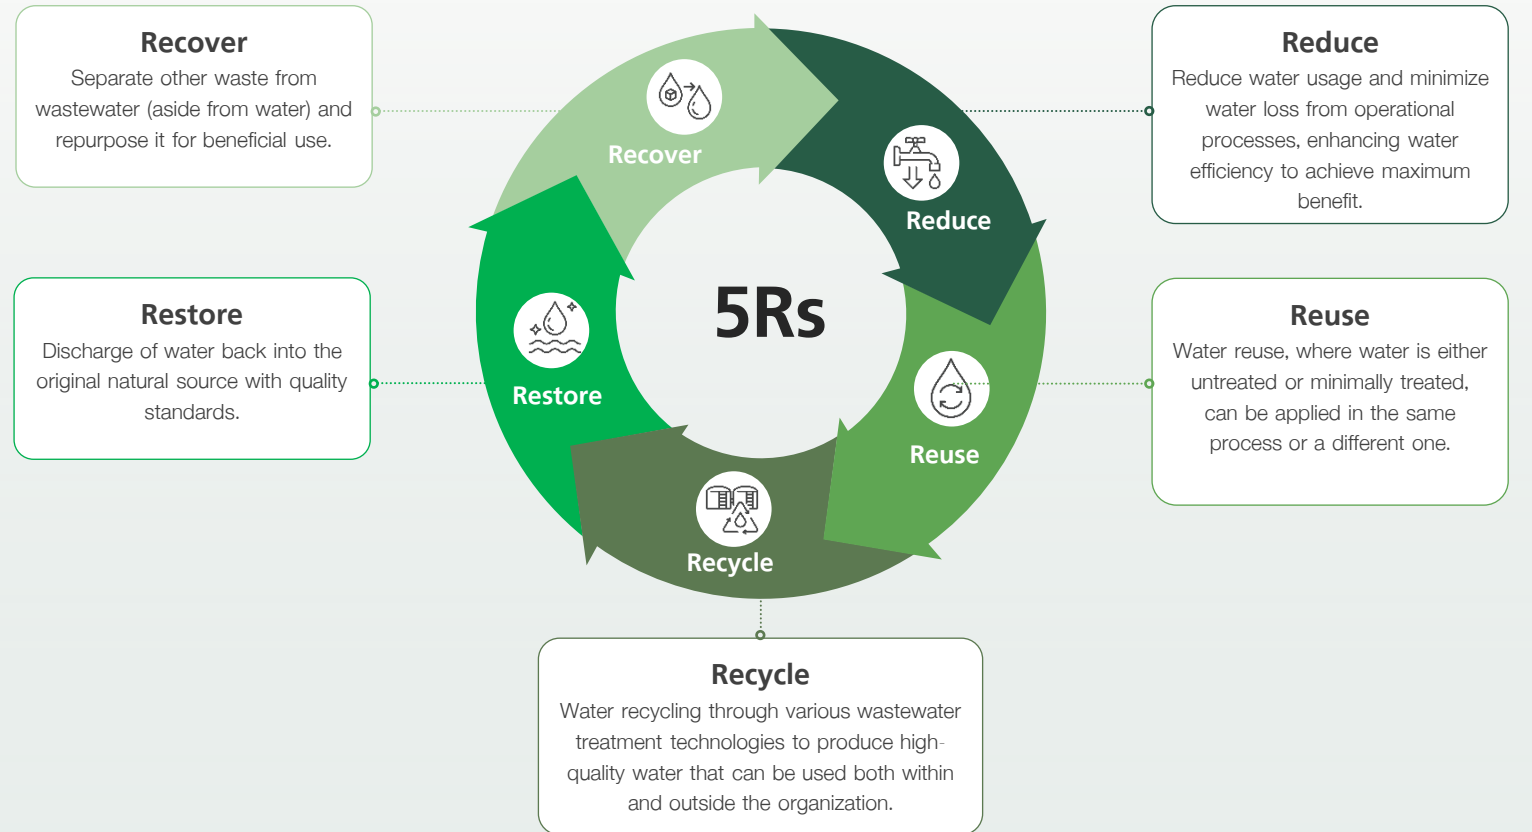 Recover
Separate other waste from
wastewater (aside from water) and
repurpose it for beneficial use.
Reduce
Reduce water usage and minimize
water loss from operational
processes, enhancing water
efficiency to achieve maximum
benefit.
Recover
Reduce
5Rs
Restore
Discharge of water back into the
original natural source with quality
standards.
Restore
Reuse
Reuse
Water reuse, where water is either
untreated or minimally treated,
can be applied in the same
process or a different one.
Recycle
Recycle
Water recycling through various wastewater
treatment technologies to produce high-
quality water that can be used both within
and outside the organization.